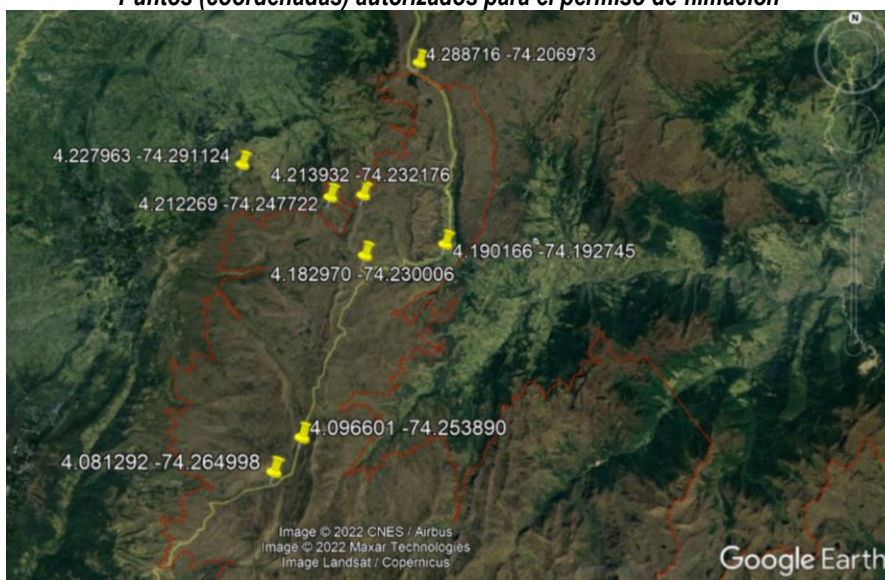 Puntos (coordenadas) autorizados para el permiso de filmación
N
4.288716 -74.206973
4.227963 -74.291124
4.213932 -74.232176
4.212269 -74.247722
4.190166 -74.192745
4.182970 -74.230006
4.096601 -74.253890
4.081292 -74.264998
Image © 2022 CNES / Airbus
Image © 2022 Maxar Technologies
Image Landsat / Copernicus
Google Earth